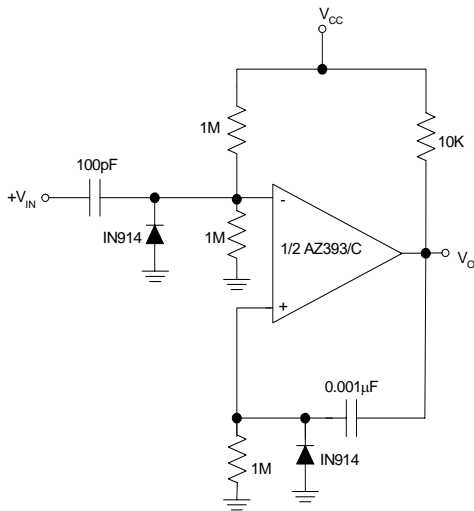 V_CC
1M
10K
100pF
+V_IN
IN914
1M
-
1/2 AZ393/C
V_O
+
0.001µF
1M
IN914